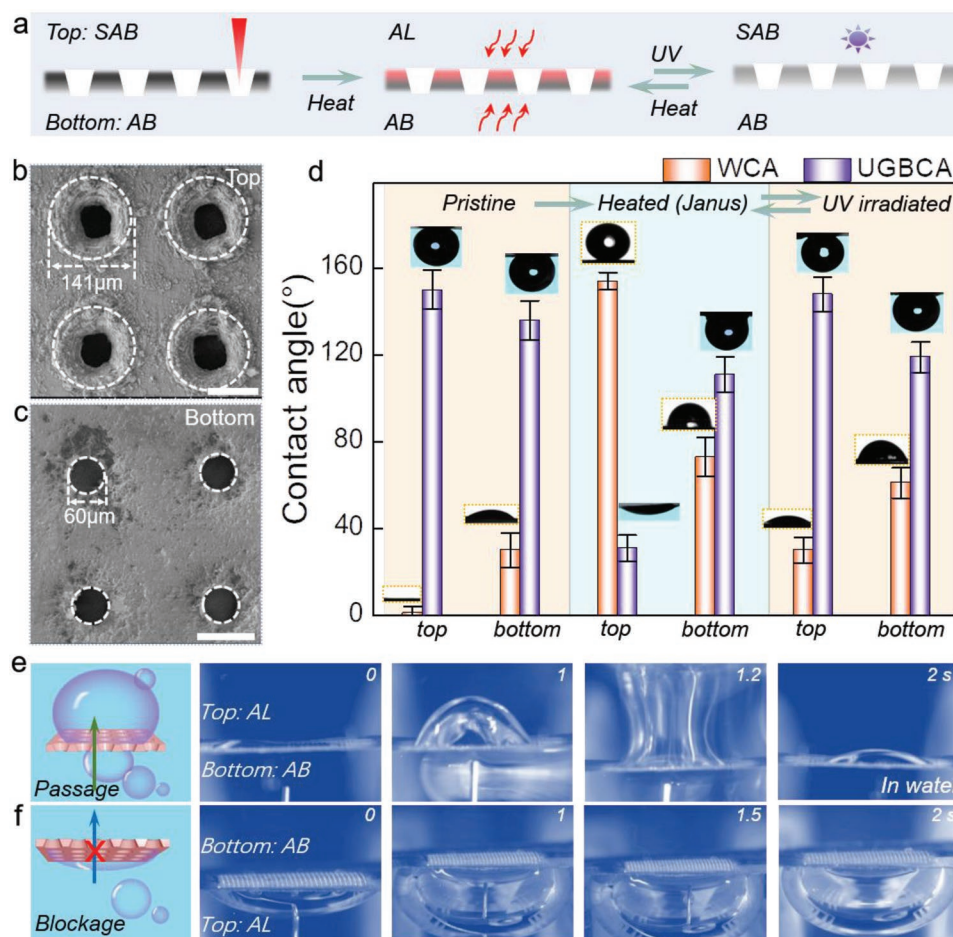 a
Top: SAB
Bottom: AB
Heat
AL
AB
UV
Heat
SAB
AB
b
Top
141μm
c
Bottom
60μm
d
WCA
UGBCA
Pristine
Heated (Janus)
UV irradiated
Contact angle(°)
160
120
80
40
0
top
bottom
top
bottom
top
bottom
e
Passage
0
Top: AL
Bottom: AB
1
1.2
2 s
In water
f
Blockage
0
Bottom: AB
Top: AL
1
1.5
2s